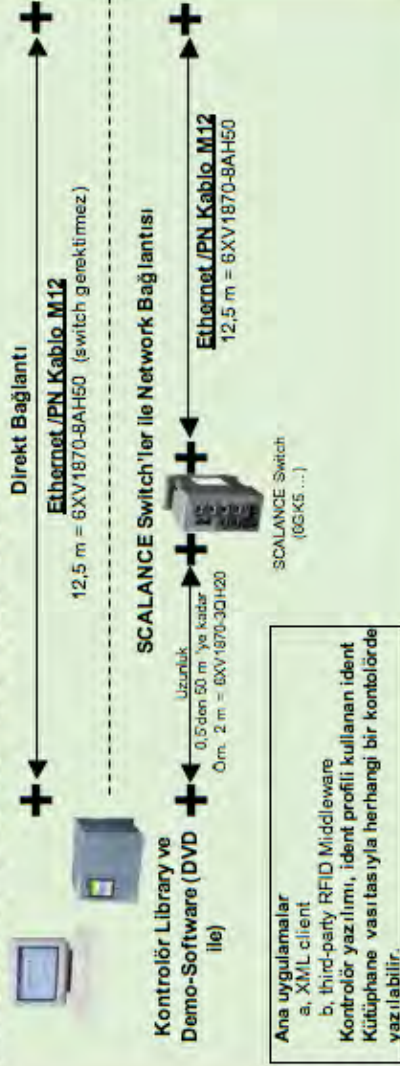 Direkt Bağlantı
Ethernet /PN Kablo M12
12,5 m = 6XV1870-8AH50 (switch gerektirmez)
SCALANCE Switch'ler ile Network Bağlantısı
Uzunluk
0,5'den 50 m 'ye kadar
Örn. 2 m = 6XV1870-3QH20
Ethernet /PN Kablo M12
12,5 m = 6XV1870-8AH50
SCALANCE Switch
(6GK5 ...)
Kontrolör Library ve
Demo-Software (DVD
ile)
Ana uygulamalar
a, XML client
b, third-party RFID Middleware
Kontrolör yazılımı, ident profili kullanan ident
Kütüphane vasıtasıyla herhangi bir kontolörde
yazılabilir.